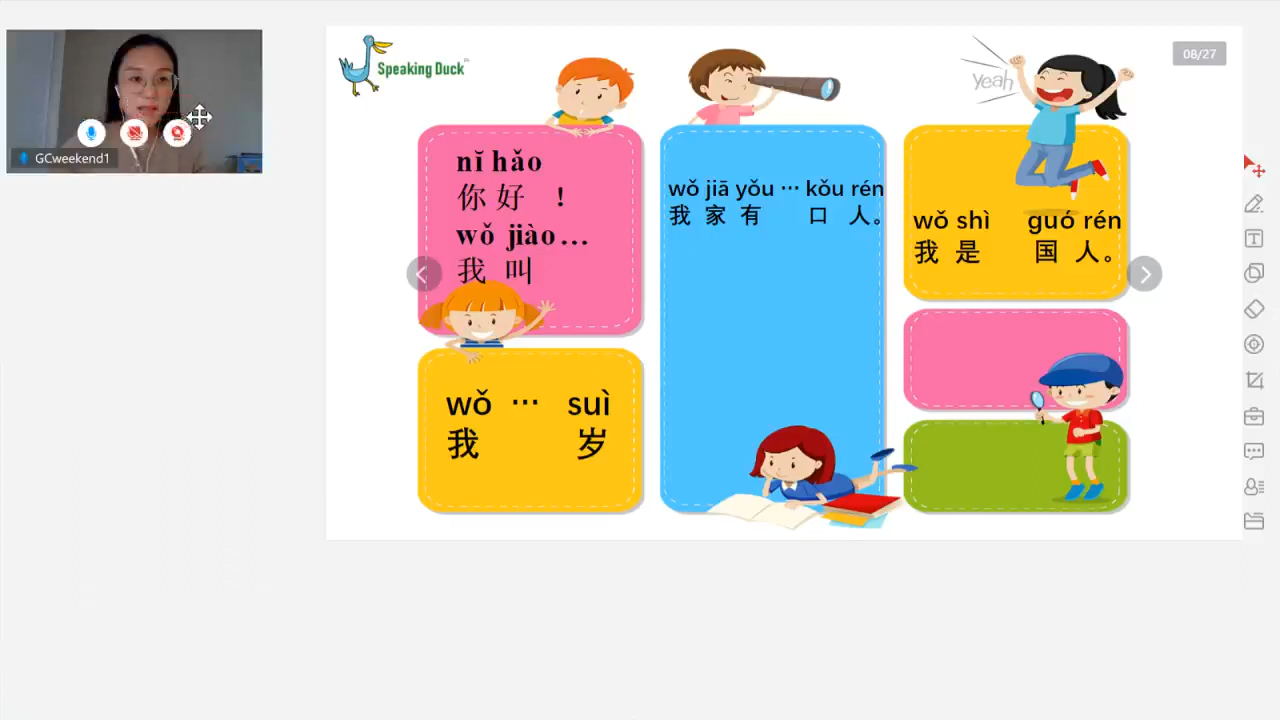 GCweekend1
Speaking Duck
08/27
Yeah
nǐ hǎo
你 好 ！
wǒ jiào...
我 叫
wǒ … suì
我 岁
wǒ jiā yǒu … kǒu rén
我 家 有 口 人。
wǒ shì guó rén
我 是 国 人。